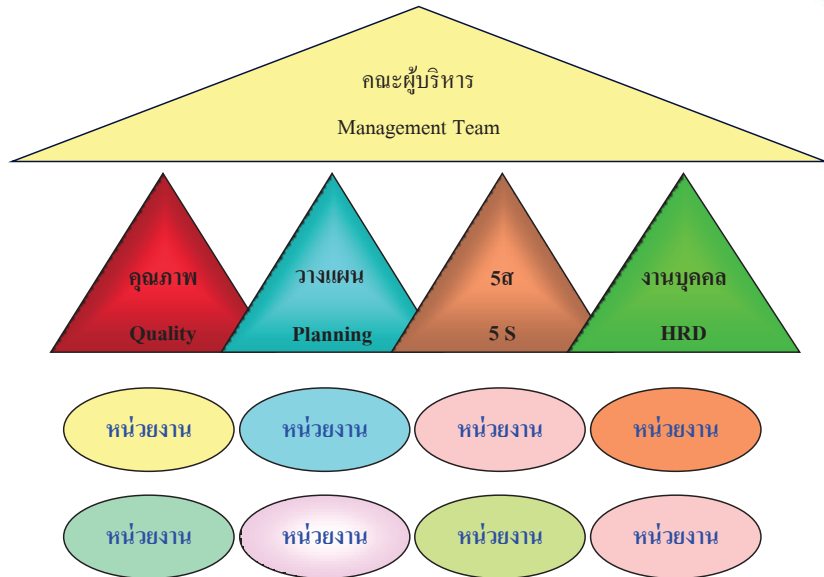 คณะผู้บริหาร
Management Team
คุณภาพ
Quality
วางแผน
Planning
5ส
5 S
งานบุคคล
HRD
หน่วยงาน
หน่วยงาน
หน่วยงาน
หน่วยงาน
หน่วยงาน
หน่วยงาน
หน่วยงาน
หน่วยงาน